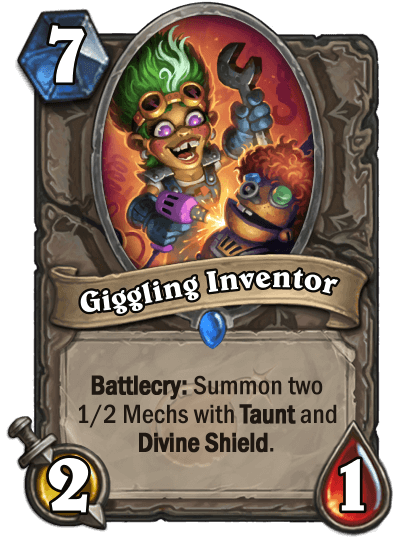 7
Giggling Inventor
Battlecry: Summon two
1/2 Mechs with Taunt and
Divine Shield.
2
1